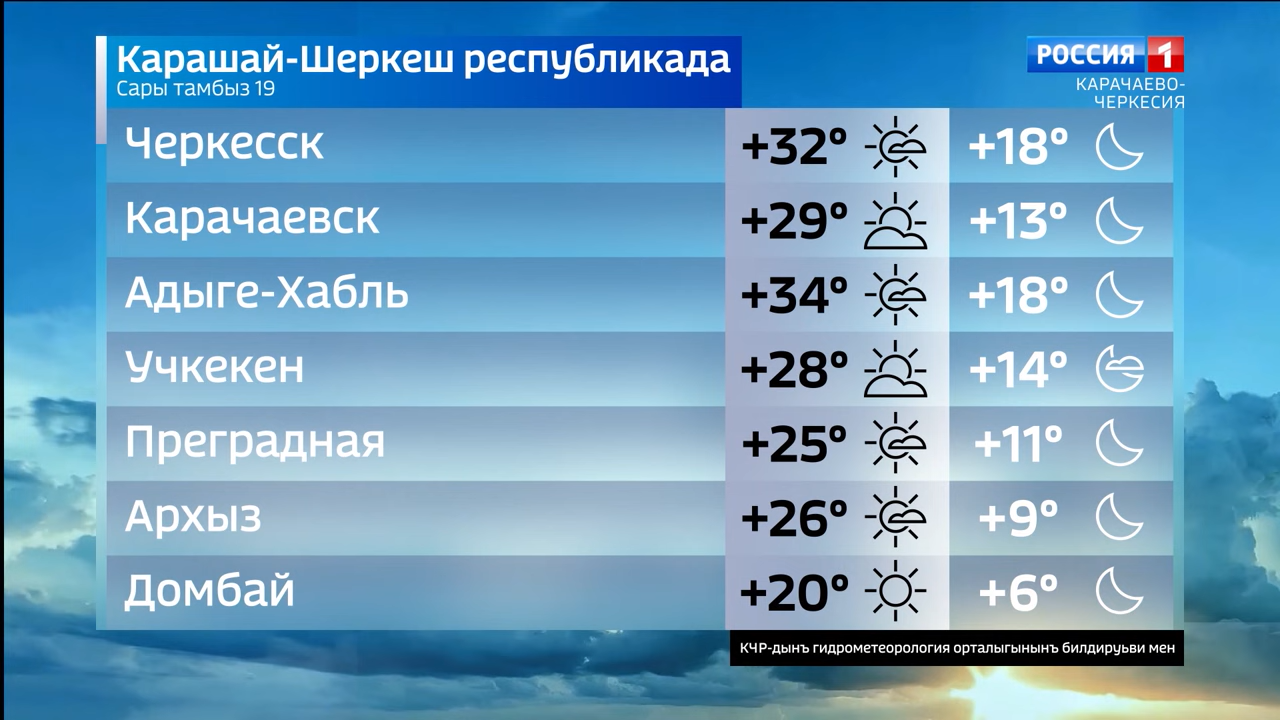 Карашай-Шеркеш республикада
Сары тамбыз 19
РОССИЯ 1
КАРАЧАЕВО-
ЧЕРКЕСИЯ
Черкесск +32° +18°
Карачаевск +29° +13°
Адыге-Хабль +34° +18°
Учкекен +28° +14°
Преградная +25° +11°
Архыз +26° +9°
Домбай +20° +6°
КЧР-дынъ гидрометеорология орталыгынынъ билдируьви мен